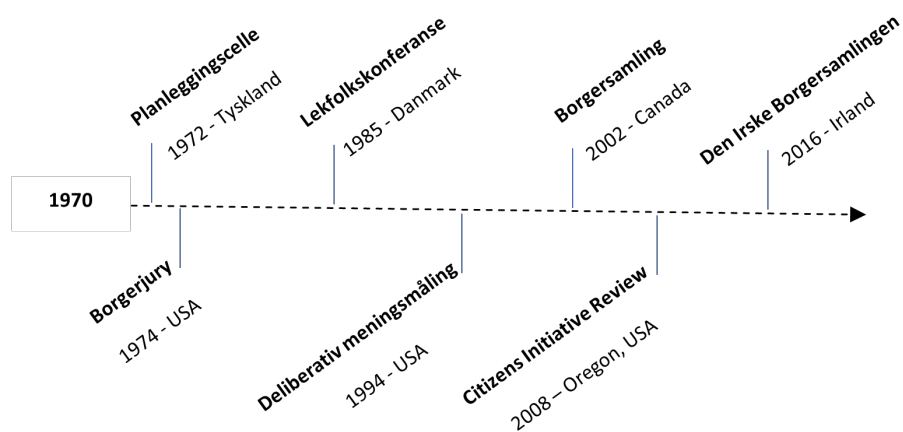 Planleggingscelle
1972 - Tyskland
Lekfolkskonferanse
1985 - Danmark
Borgersamling
2002 - Canada
Den Irske Borgersamlingen
2016 - Irland
1970
Borgerjury
1974 - USA
Deliberativ meningsmåling
1994 - USA
Citizens Initiative Review
2008 – Oregon, USA